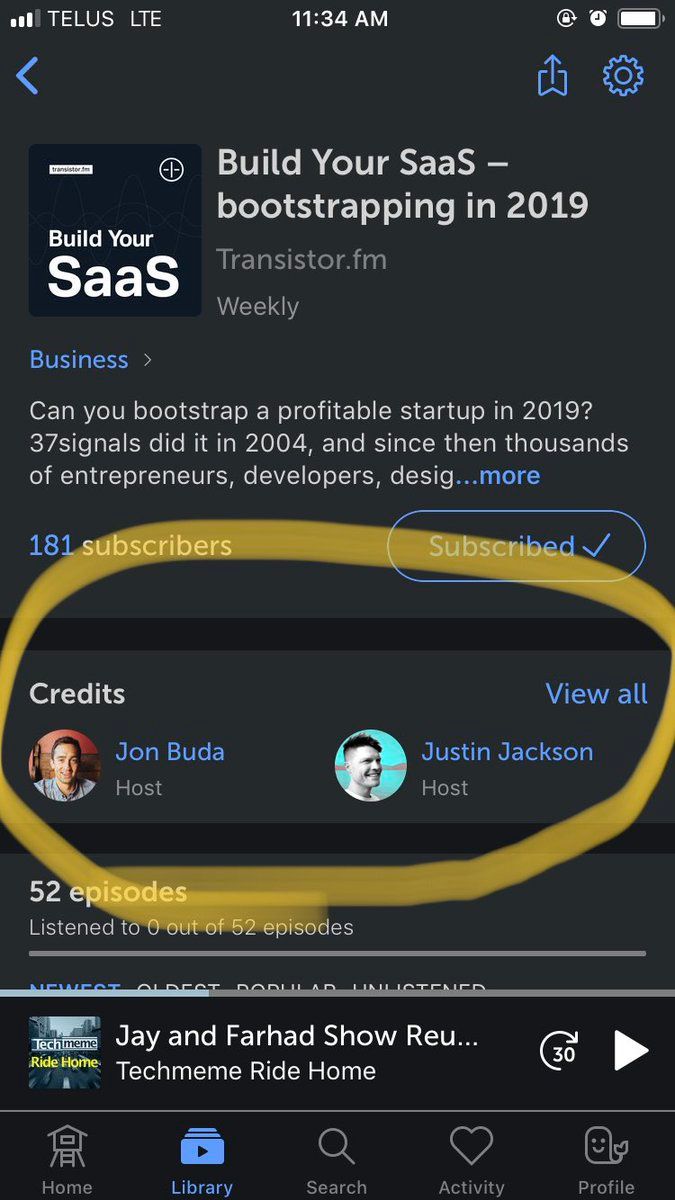 TELUS LTE 11:34 AM
transistor.fm
Build Your
SaaS
Build Your SaaS –
bootstrapping in 2019
Transistor.fm
Weekly
Business
Can you bootstrap a profitable startup in 2019?
37signals did it in 2004, and since then thousands
of entrepreneurs, developers, desig...more
181 subscribers
Subscribed
Credits
View all
Jon Buda
Host
Justin Jackson
Host
52 episodes
Listened to 0 out of 52 episodes
NEWEST OLDEST POPULAR UNLISTENED
Techmeme
Ride Home
Jay and Farhad Show Reu...
Techmeme Ride Home
30
Home Library Search Activity Profile